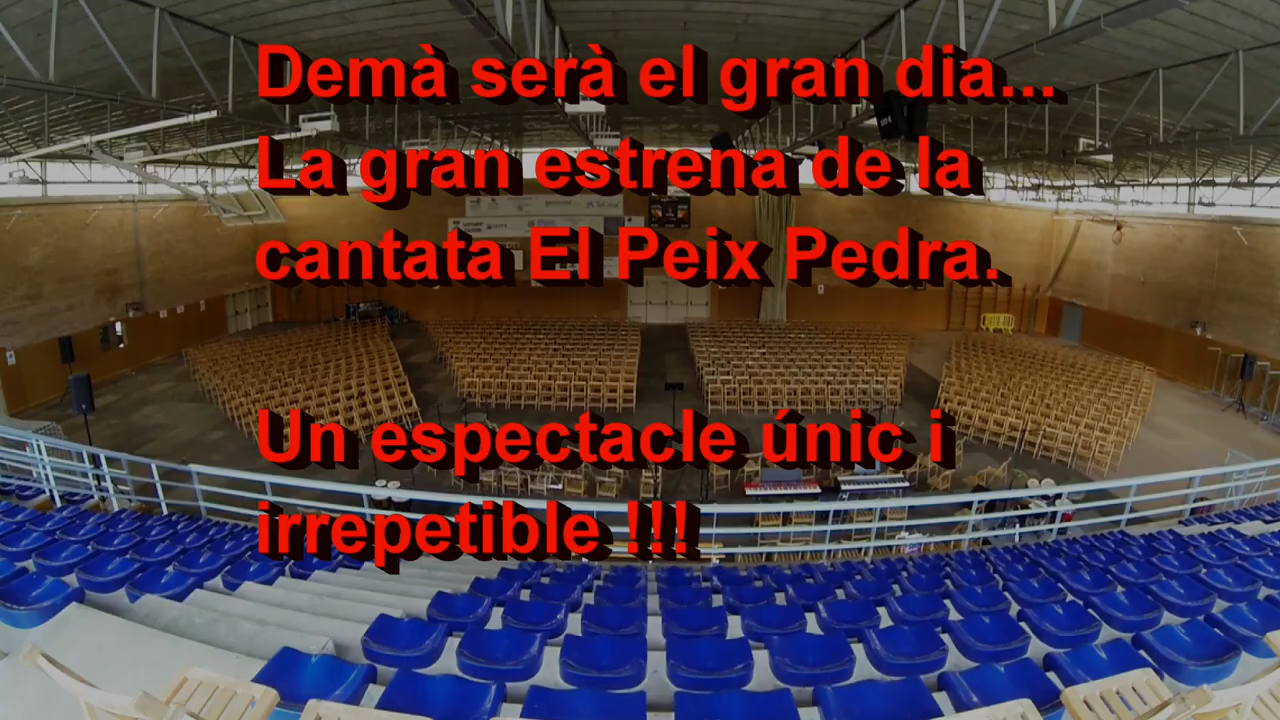 Demà serà el gran dia...
La gran estrena de la
cantata El Peix Pedra.
Un espectacle únic i
irrepetible !!!